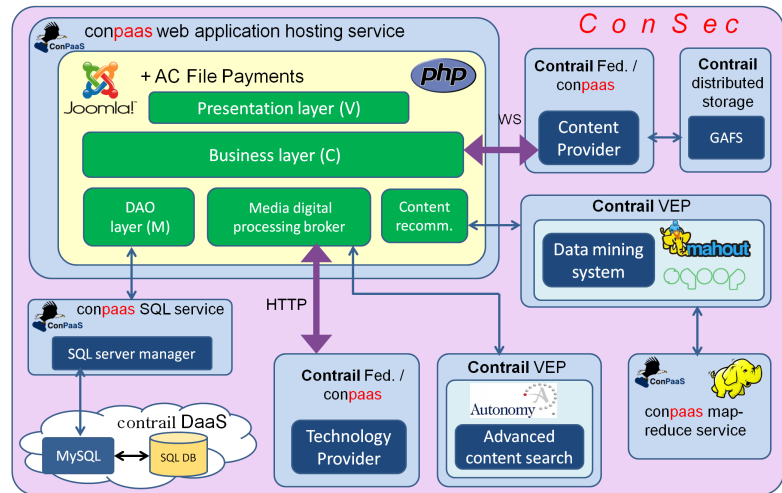 ConSec
ConPaaS
conpaas web application hosting service
Joomla!
+ AC File Payments
php
Presentation layer (V)
Business layer (C)
DAO
layer (M)
Media digital
processing broker
Content
recomm.
WS
Contrail Fed. /
conpaas
Content
Provider
Contrail
distributed
storage
GAFS
Contrail VEP
Data mining
system
mahout
sqoop
HTTP
conpaas SQL service
ConPaaS
SQL server manager
contrail DaaS
MySQL
SQL DB
Contrail Fed. /
conpaas
Technology
Provider
Contrail VEP
Autonomy
Advanced
content search
ConPaaS
conpaas map-
reduce service